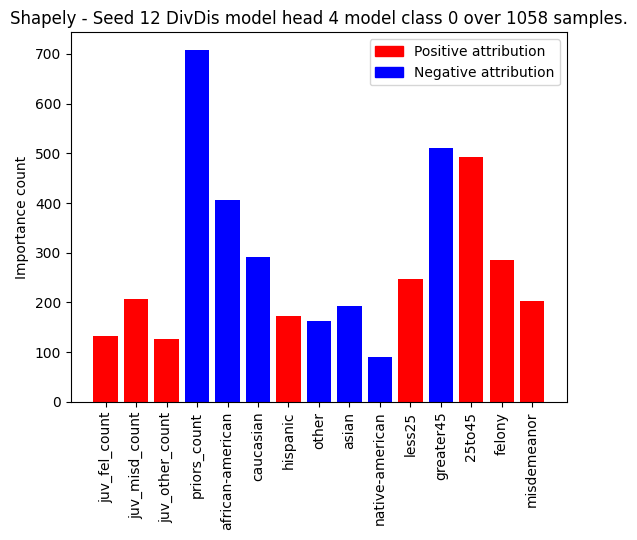 Shapely - Seed 12 DivDis model head 4 model class 0 over 1058 samples.
Positive attribution
Negative attribution
Importance count
700
600
500
400
300
200
100
0
juv_fel_count
juv_misd_count
juv_other_count
priors_count
african-american
caucasian
hispanic
other
asian
native-american
less25
greater45
25to45
felony
misdemeanor